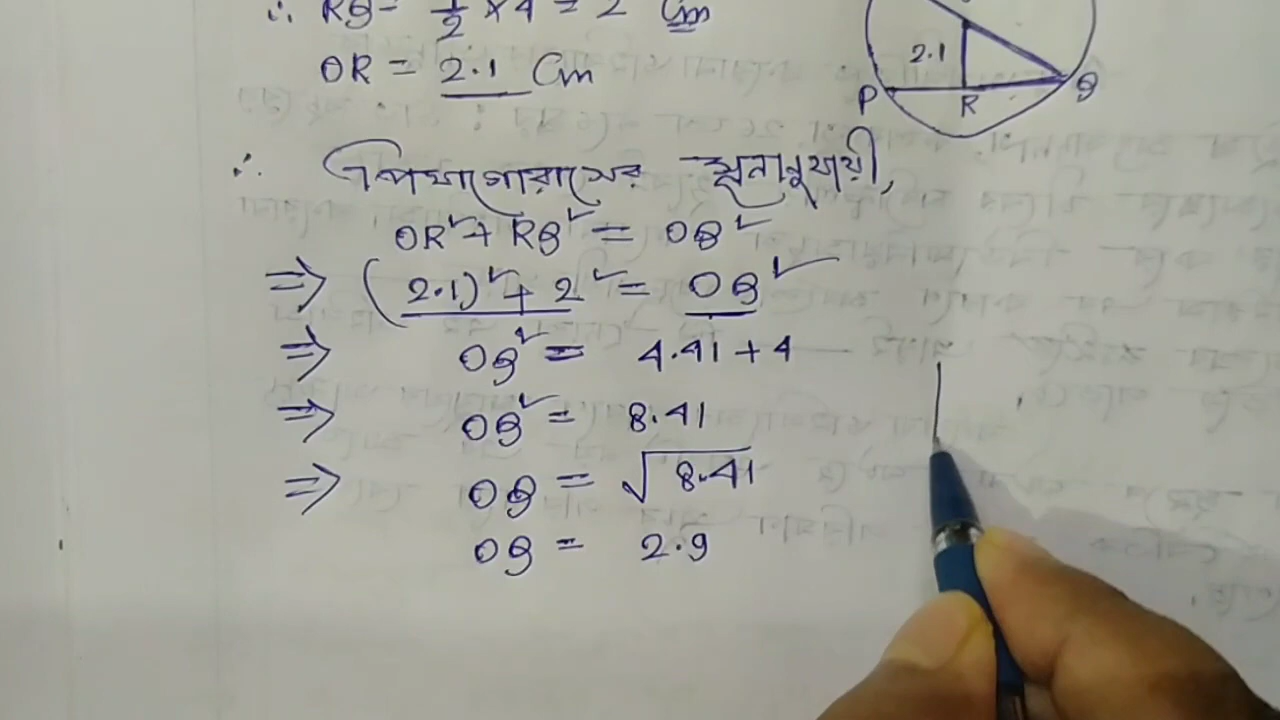 ∴ RQ = 1/2 × 4 = 2 Cm
OR = 2.1 Cm
2.1
P R Q
∴ পিথাগোরাসের সূত্রানুযায়ী,
OR² + RQ² = OQ²
⇒ (2.1)² + 2² = OQ²
⇒ OQ² = 4.41 + 4
⇒ OQ² = 8.41
⇒ OQ = √8.41
OQ = 2.9